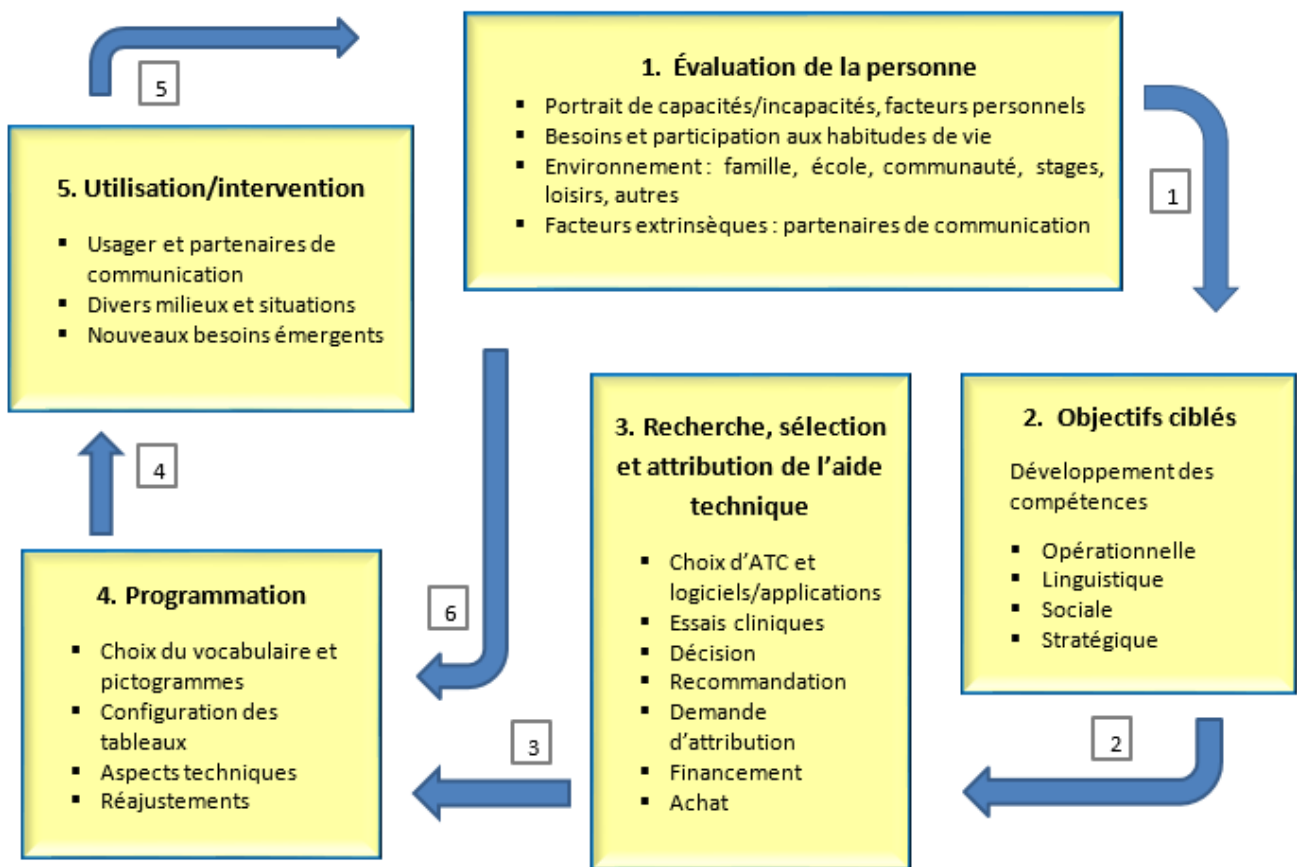 1. Évaluation de la personne
▪ Portrait de capacités/incapacités, facteurs personnels
▪ Besoins et participation aux habitudes de vie
▪ Environnement : famille, école, communauté, stages,
loisirs, autres
▪ Facteurs extrinsèques : partenaires de communication
1
2. Objectifs ciblés
Développement des
compétences
▪ Opérationnelle
▪ Linguistique
▪ Sociale
▪ Stratégique
2
3. Recherche, sélection
et attribution de l’aide
technique
▪ Choix d’ATC et
logiciels/applications
▪ Essais cliniques
▪ Décision
▪ Recommandation
▪ Demande
d’attribution
▪ Financement
▪ Achat
3
4. Programmation
▪ Choix du vocabulaire et
pictogrammes
▪ Configuration des
tableaux
▪ Aspects techniques
▪ Réajustements
4
5. Utilisation/intervention
▪ Usager et partenaires de
communication
▪ Divers milieux et situations
▪ Nouveaux besoins émergents
5
6